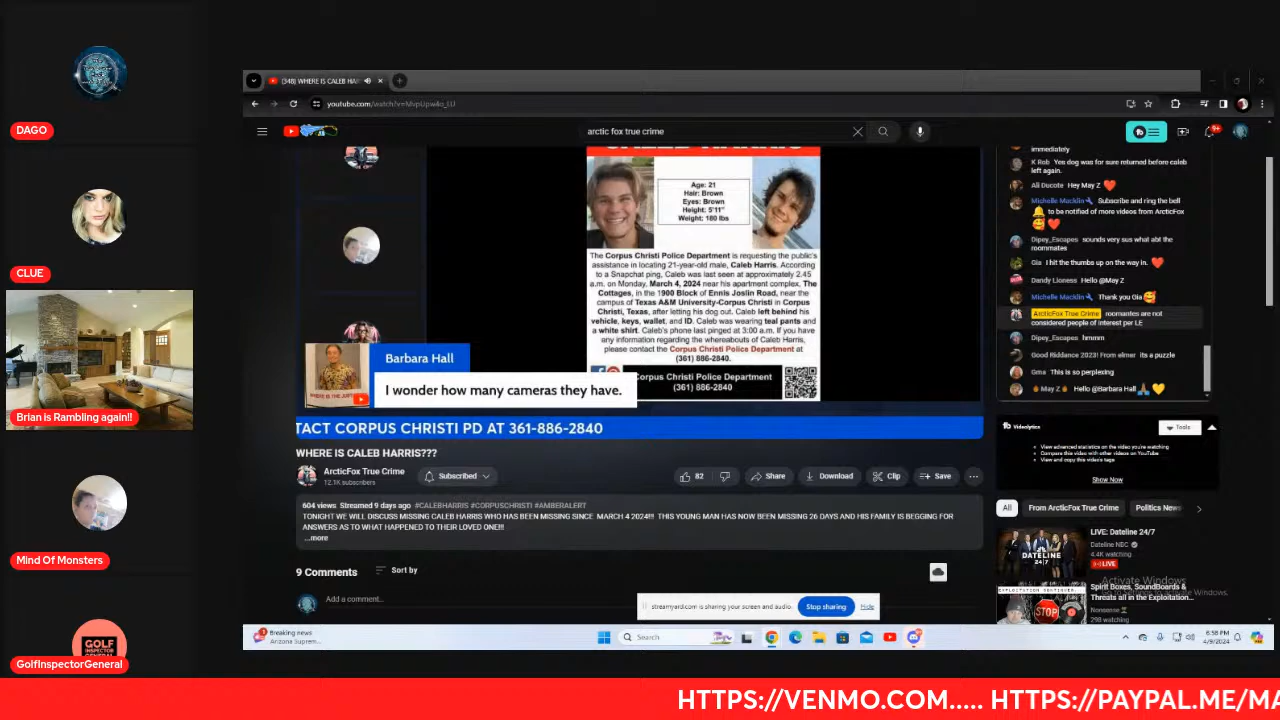 DAGO
CLUE
Brian is Rambling again!!
Mind Of Monsters
GOLF
INSPECTOR
GENERAL
GolfInspectorGeneral
[348] WHERE IS CALEB HAR
youtube.com/watch?v=
arctic fox true crime
9+
Age: 21
Hair: Brown
Eyes: Brown
Height: 5'11"
Weight: 180 lbs
The Corpus Christi Police Department is requesting the public's
assistance in locating 21-year-old male, Caleb Harris. According
to a Snapchat ping, Caleb was last seen at approximately 2.45
a.m. on Monday, March 4, 2024 near his apartment complex, The
Cottages, in the 1900 Block of Ennis Joslin Road, near the
campus of Texas A&M University-Corpus Christi in Corpus
Christi, Texas, after letting his dog out. Caleb left behind his
vehicle, keys, wallet, and ID. Caleb was wearing teal pants and
a white shirt. Caleb's phone last pinged at 3:00 am. If you have
any information regarding the whereabouts of Caleb Harris,
please contact the Corpus Christi Police Department at
(361) 886-2840.
Corpus Christi Police Department
(361) 886-2840
Barbara Hall
I wonder how many cameras they have.
TACT CORPUS CHRISTI PD AT 361-886-2840
WHERE IS CALEB HARRIS???
ArcticFox True Crime
12.1K subscribers
Subscribed
82
Share
Download
Clip
Save
604 views Streamed 9 days ago #CALEBHARRIS #CORPUSCHRISTI #AMBERALERT
TONIGHT WE WILL DISCUSS MISSING CALEB HARRIS WHO HAS BEEN MISSING SINCE MARCH 4 2024!!! THIS YOUNG MAN HAS NOW BEEN MISSING 26 DAYS AND HIS FAMILY IS BEGGING FOR
ANSWERS AS TO WHAT HAPPENED TO THEIR LOVED ONE!!!
...more
9 Comments
Sort by
Add a comment...
immediately
K Rob Yes dog was for sure returned before caleb
left again.
Ali Ducote Hey May Z
Michelle Macklin Subscribe and ring the bell
to be notified of more videos from ArcticFox
Dipey_Escapes sounds very sus what abt the
roommates
Gia I hit the thumbs up on the way in.
Dandy Lioness Hello @May Z
Michelle Macklin Thank you Gia
ArcticFox True Crime roomantes are not
considered people of interest per LE
Dipey_Escapes hmmm
Good Riddance 2023! From elmer its a puzzle
Gma This is so perplexing
May Z Hello @Barbara Hall
Videolytics
Tools
View advanced statistics on the video you're watching
Compare this video with other videos on YouTube
View and copy this video's tags
Show Now
All
From ArcticFox True Crime
Politics News
DATELINE
24/7
LIVE: Dateline 24/7
Dateline NBC
4.4K watching
LIVE
STOP
Spirit Boxes, SoundBoards &
Threats all in the Exploitation...
Nonsense
298 watching
Activate Windows
streamyard.com is sharing your screen and audio.
Stop sharing
Hide
Breaking news
Arizona Suprem...
Search
6:58 PM
4/9/2024
HTTPS://VENMO.COM..... HTTPS://PAYPAL.ME/MA